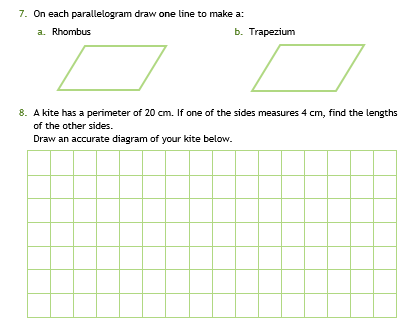 7. On each parallelogram draw one line to make a:
a. Rhombus b. Trapezium
8. A kite has a perimeter of 20 cm. If one of the sides measures 4 cm, find the lengths
of the other sides.
Draw an accurate diagram of your kite below.